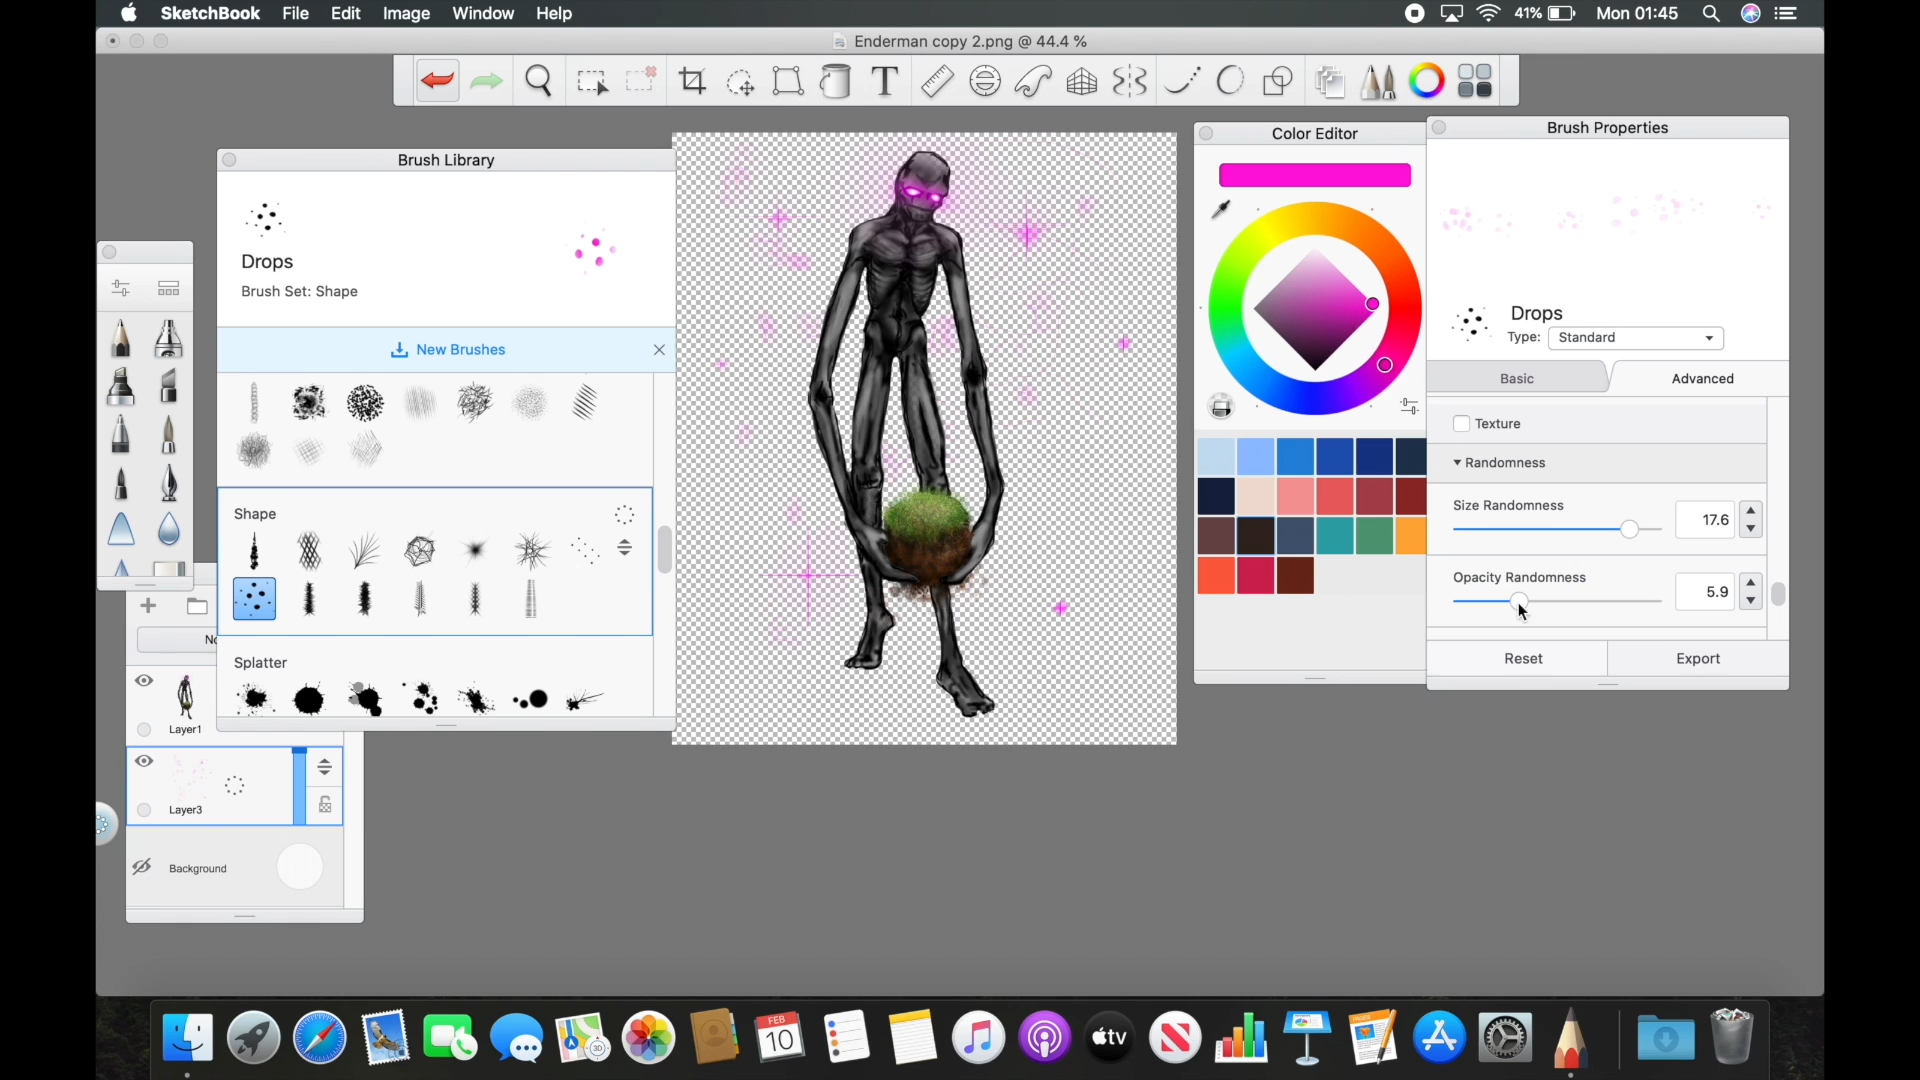 SketchBook File Edit Image Window Help 41% Mon 01:45
Enderman copy 2.png @ 44.4 %
T
Brush Library
Drops
Brush Set: Shape
New Brushes
Shape
Splatter
No
Layer1
Layer3
Background
Color Editor
Brush Properties
Drops
Type: Standard
Basic Advanced
Texture
Randomness
Size Randomness
17.6
Opacity Randomness
5.9
Reset Export
FEB
10
tv